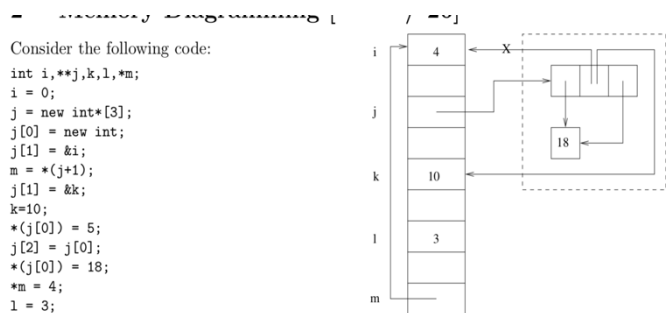 Consider the following code:
int i,**j,k,l,*m;
i = 0;
j = new int*[3];
j[0] = new int;
j[1] = &i;
m = *(j+1);
j[1] = &k;
k=10;
*(j[0]) = 5;
j[2] = j[0];
*(j[0]) = 18;
*m = 4;
l = 3;
i
4
X
j
18
k
10
l
3
m